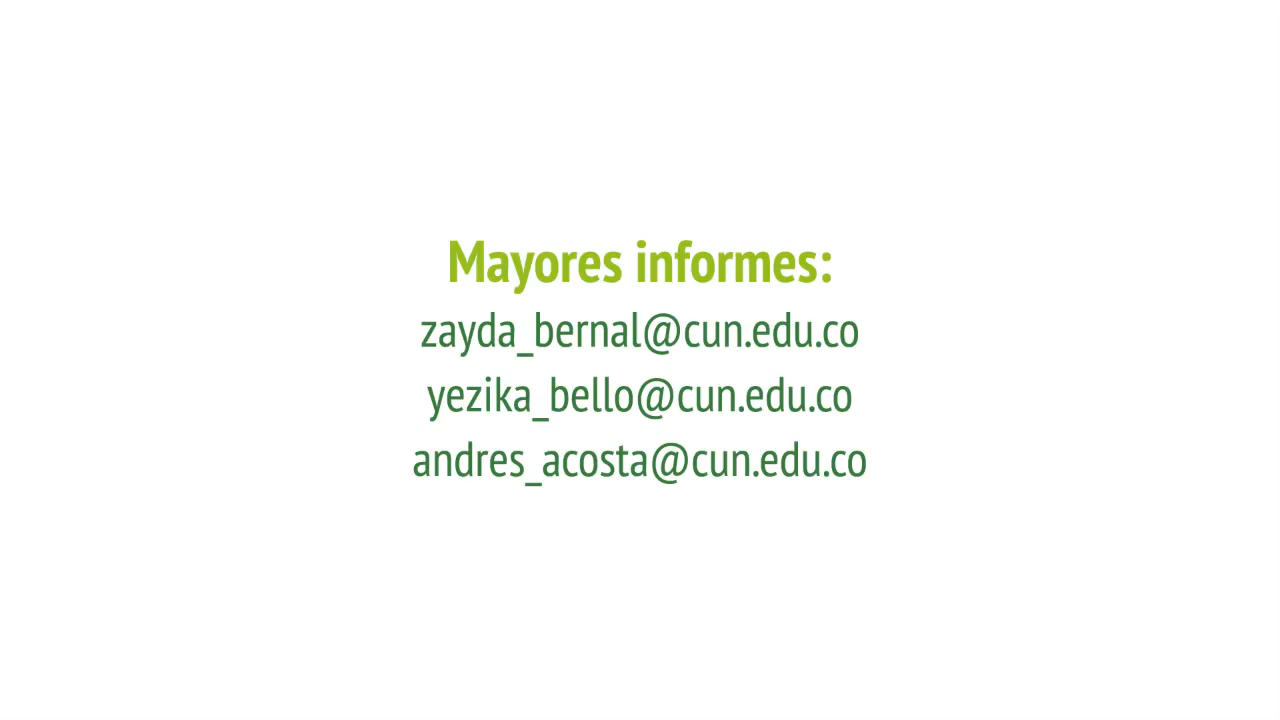 Mayores informes:
zayda_bernal@cun.edu.co
yezika_bello@cun.edu.co
andres_acosta@cun.edu.co